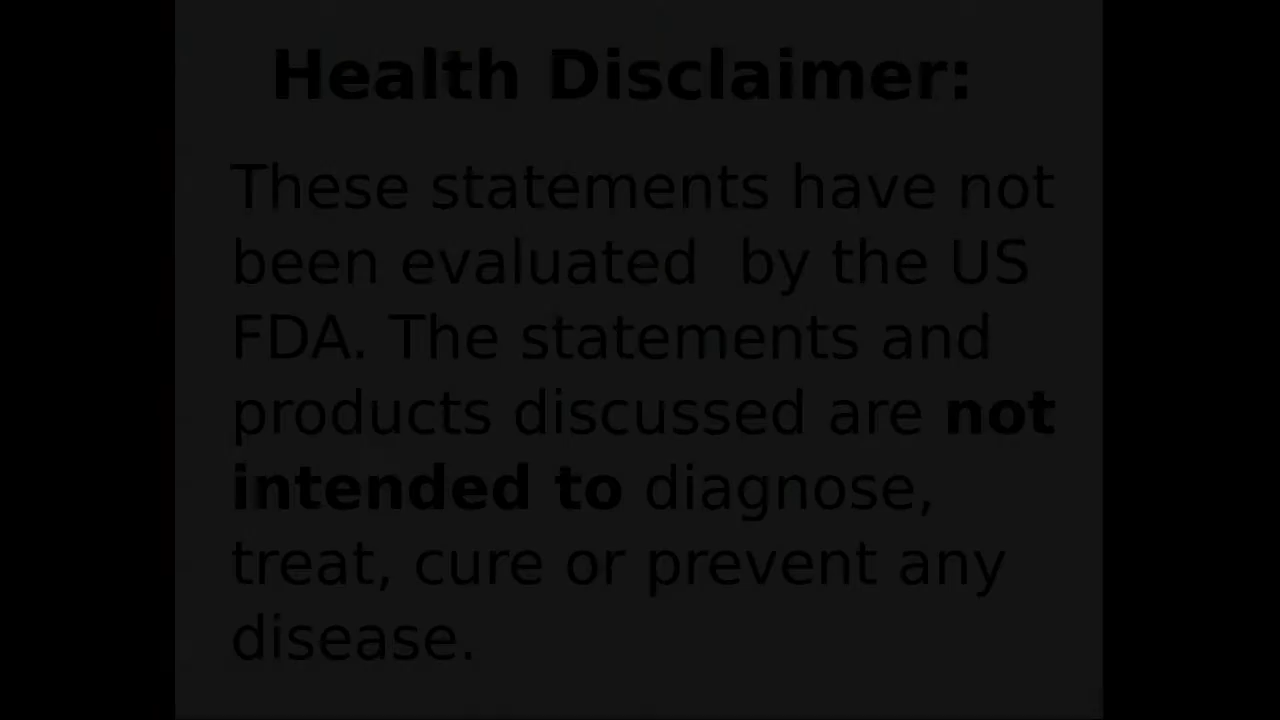 Health Disclaimer:
These statements have not
been evaluated  by the US
FDA. The statements and
products discussed are not
intended to diagnose,
treat, cure or prevent any
disease.